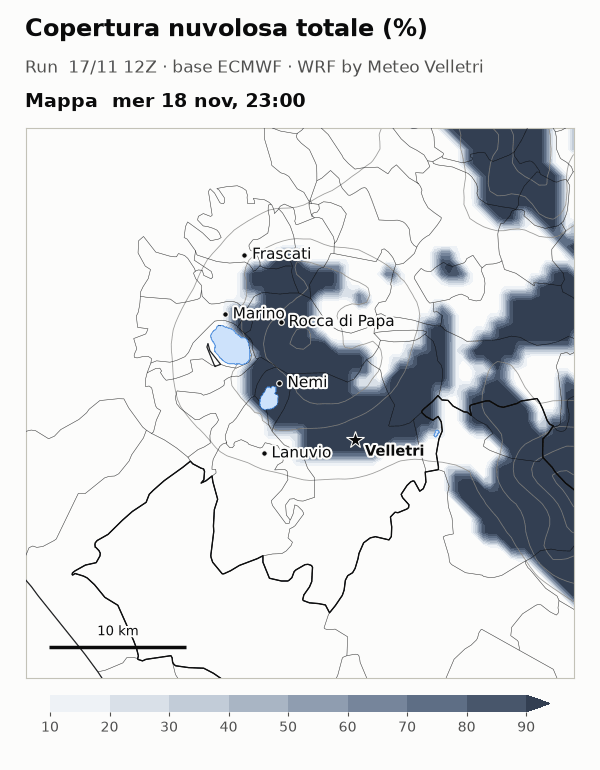 Copertura nuvolosa totale (%)
Run  17/11 12Z · base ECMWF · WRF by Meteo Velletri
Mappa  mer 18 nov, 23:00
Frascati
Marino
Rocca di Papa
Nemi
Lanuvio
Velletri
10 km
10 20 30 40 50 60 70 80 90